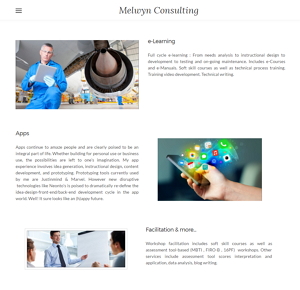 Melwyn Consulting
e-Learning
Full cycle e-learning : From needs analysis to instructional design to
development to testing and on-going maintenance. Includes e-Courses
and e-Manuals. Soft skill courses as well as technical process training.
Training video development. Technical writing.
Apps
Apps continue to amaze people and are clearly poised to be an
integral part of life. Whether building for personal use or business
use, the possibilities are left to one's imagination. My app
experience involves idea generation, instructional design, content
development, and prototyping. Prototyping tools currently used
by me are Justinmind & Marvel. However new disruptive
technologies like Neonto's is poised to dramatically re define the
idea-design-front-end/back-end development cycle in the app
world. Well! it sure looks like an (h)appy future.
Facilitation & more..
Workshop facilitation includes soft skill courses as well as
assessment tool-based (MBTI , FIRO-B , 16PF) workshops. Other
services include assessment tool scores interpretation and
application, data analysis, blog writing.